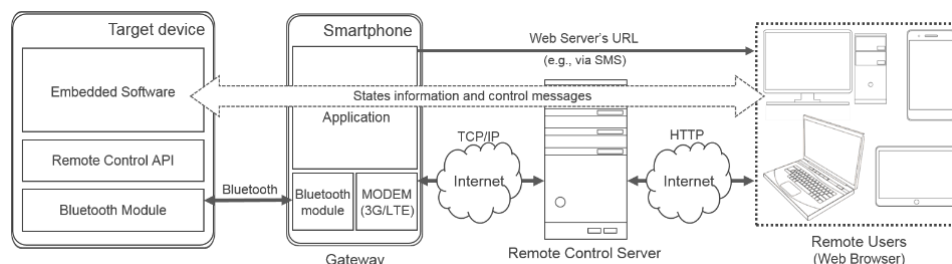 Target device
Embedded Software
Remote Control API
Bluetooth Module
Bluetooth
Smartphone
Application
Bluetooth
module
MODEM
(3G/LTE)
Gateway
Web Server's URL
(e.g., via SMS)
States information and control messages
TCP/IP
Internet
Remote Control Server
HTTP
Internet
Remote Users
(Web Browser)